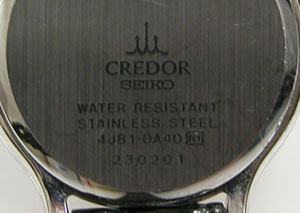 CREDOR
SEIKO
WATER RESISTANT
STAINLESS STEEL
4J81-0A40
230201